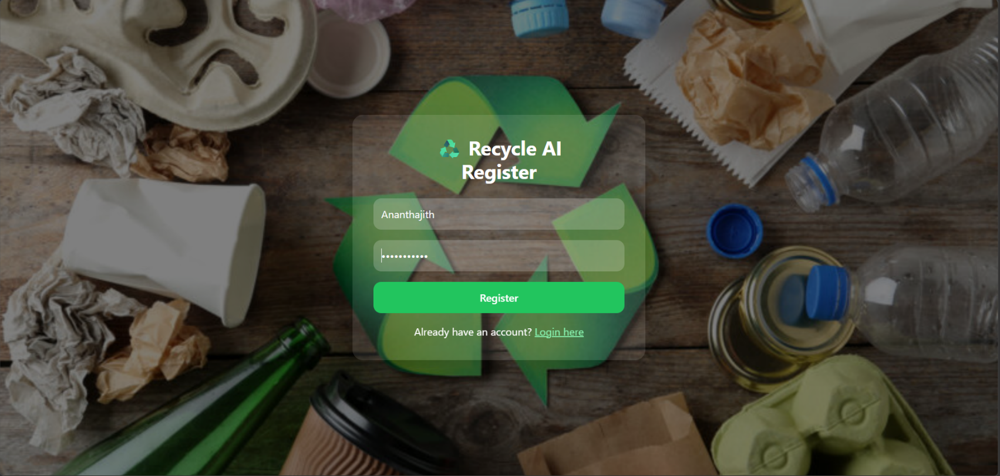 Recycle AI
Register
Ananthajith
•••••••••••
Register
Already have an account? Login here